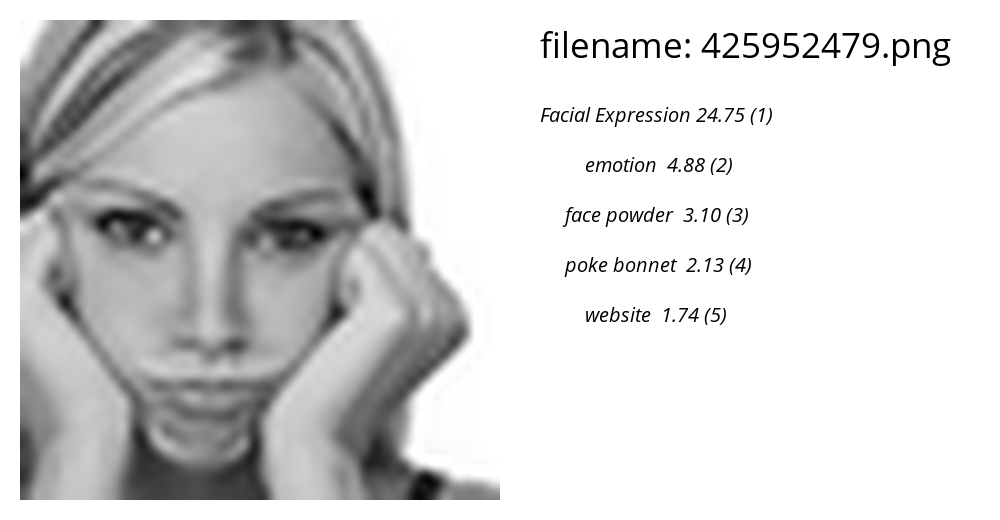 filename: 425952479.png
Facial Expression 24.75 (1)
emotion 4.88 (2)
face powder 3.10 (3)
poke bonnet 2.13 (4)
website 1.74 (5)